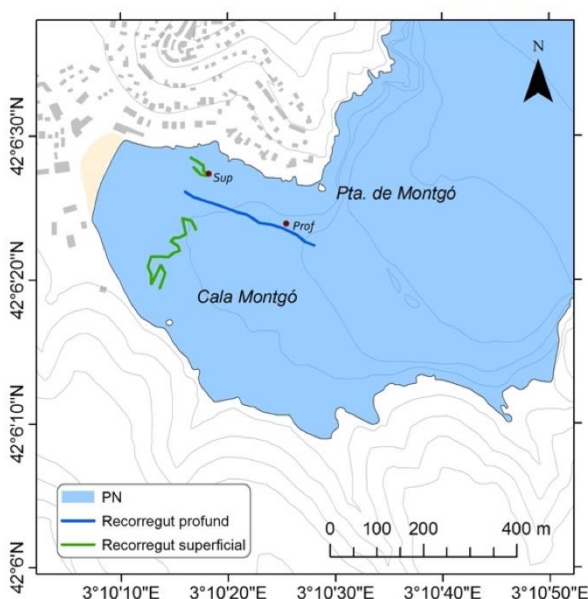 N
42°6'30"N
42°6'20"N
42°6'10"N
42°6'N
Sup
Pta. de Montgó
Prof
Cala Montgó
PN
Recorregut profund
Recorregut superficial
0 100 200 400 m
3°10'10"E 3°10'20"E 3°10'30"E 3°10'40"E 3°10'50"E